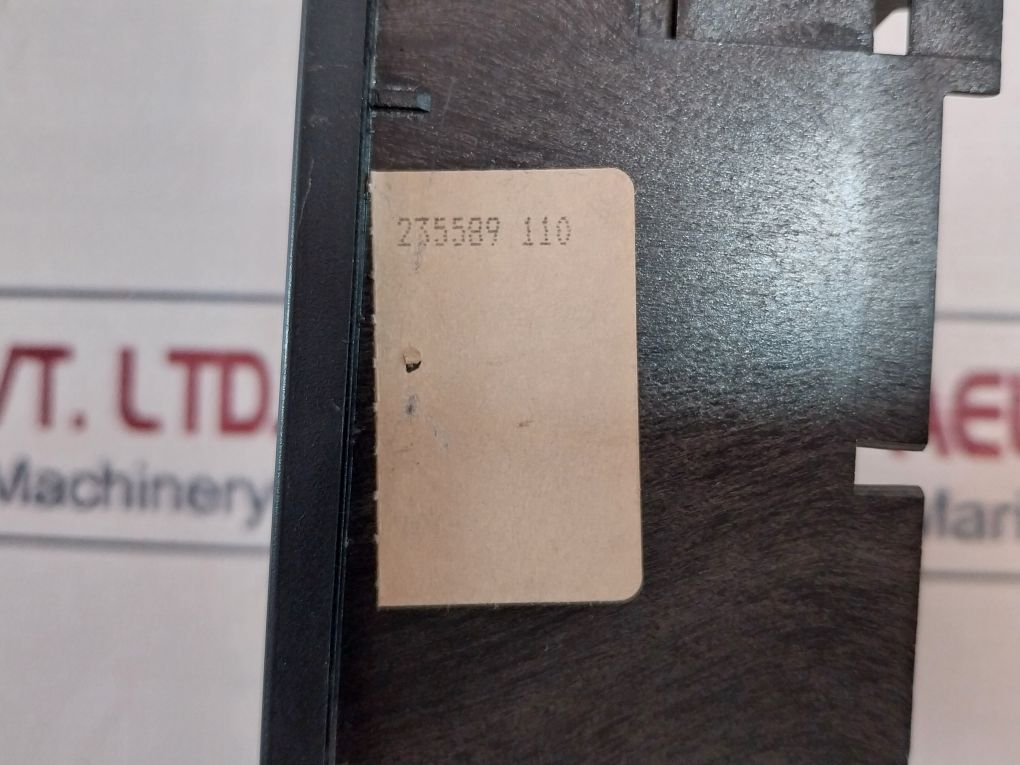 235589 110
VT. LTD.
Machinery